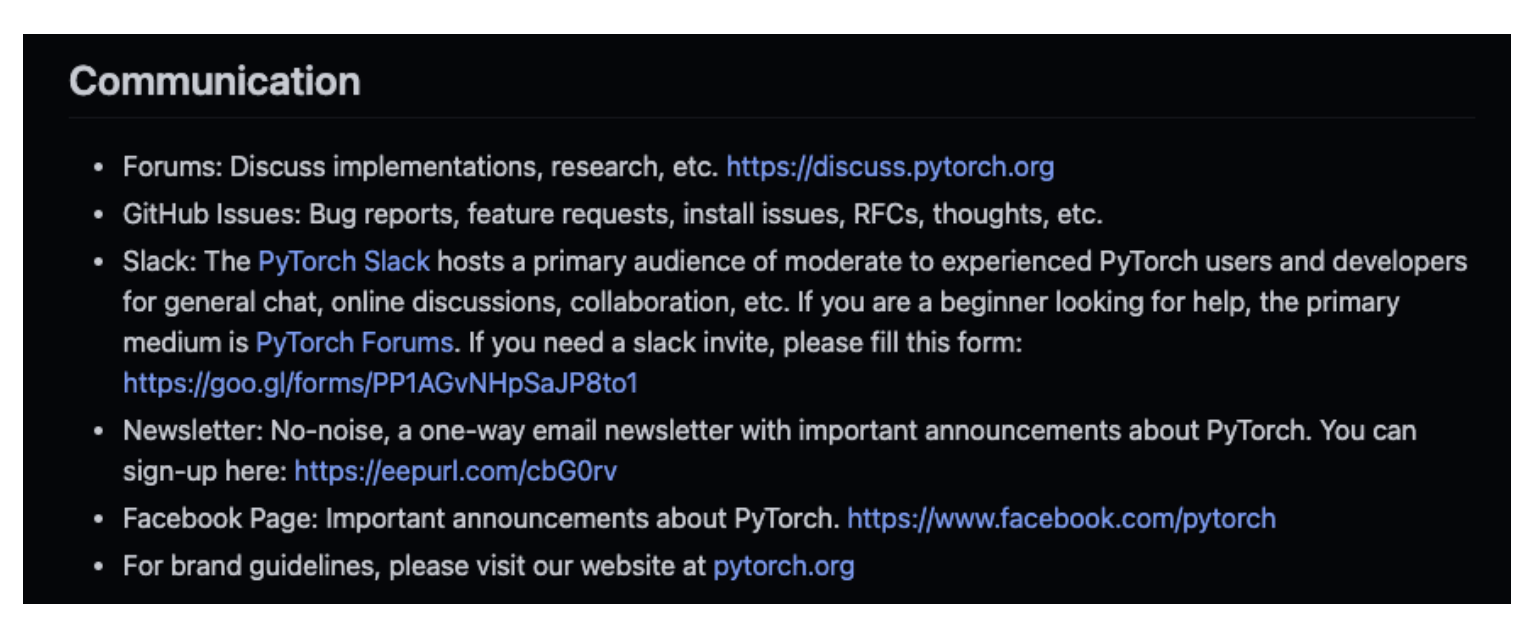 Communication
• Forums: Discuss implementations, research, etc. https://discuss.pytorch.org
• GitHub Issues: Bug reports, feature requests, install issues, RFCs, thoughts, etc.
• Slack: The PyTorch Slack hosts a primary audience of moderate to experienced PyTorch users and developers
for general chat, online discussions, collaboration, etc. If you are a beginner looking for help, the primary
medium is PyTorch Forums. If you need a slack invite, please fill this form:
https://goo.gl/forms/PP1AGvNHpSaJP8to1
• Newsletter: No-noise, a one-way email newsletter with important announcements about PyTorch. You can
sign-up here: https://eepurl.com/cbG0rv
• Facebook Page: Important announcements about PyTorch. https://www.facebook.com/pytorch
• For brand guidelines, please visit our website at pytorch.org